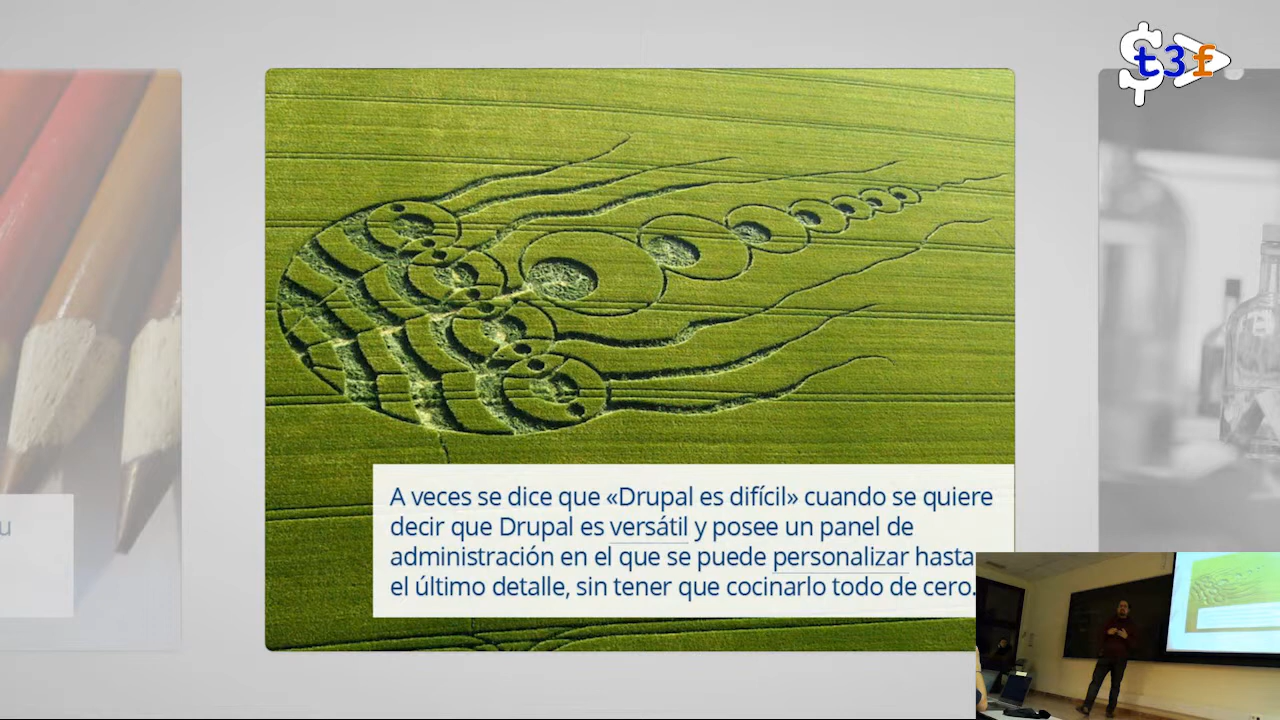 $ t3f
u
A veces se dice que «Drupal es difícil» cuando se quiere
decir que Drupal es versátil y posee un panel de
administración en el que se puede personalizar hasta
el último detalle, sin tener que cocinarlo todo de cero.